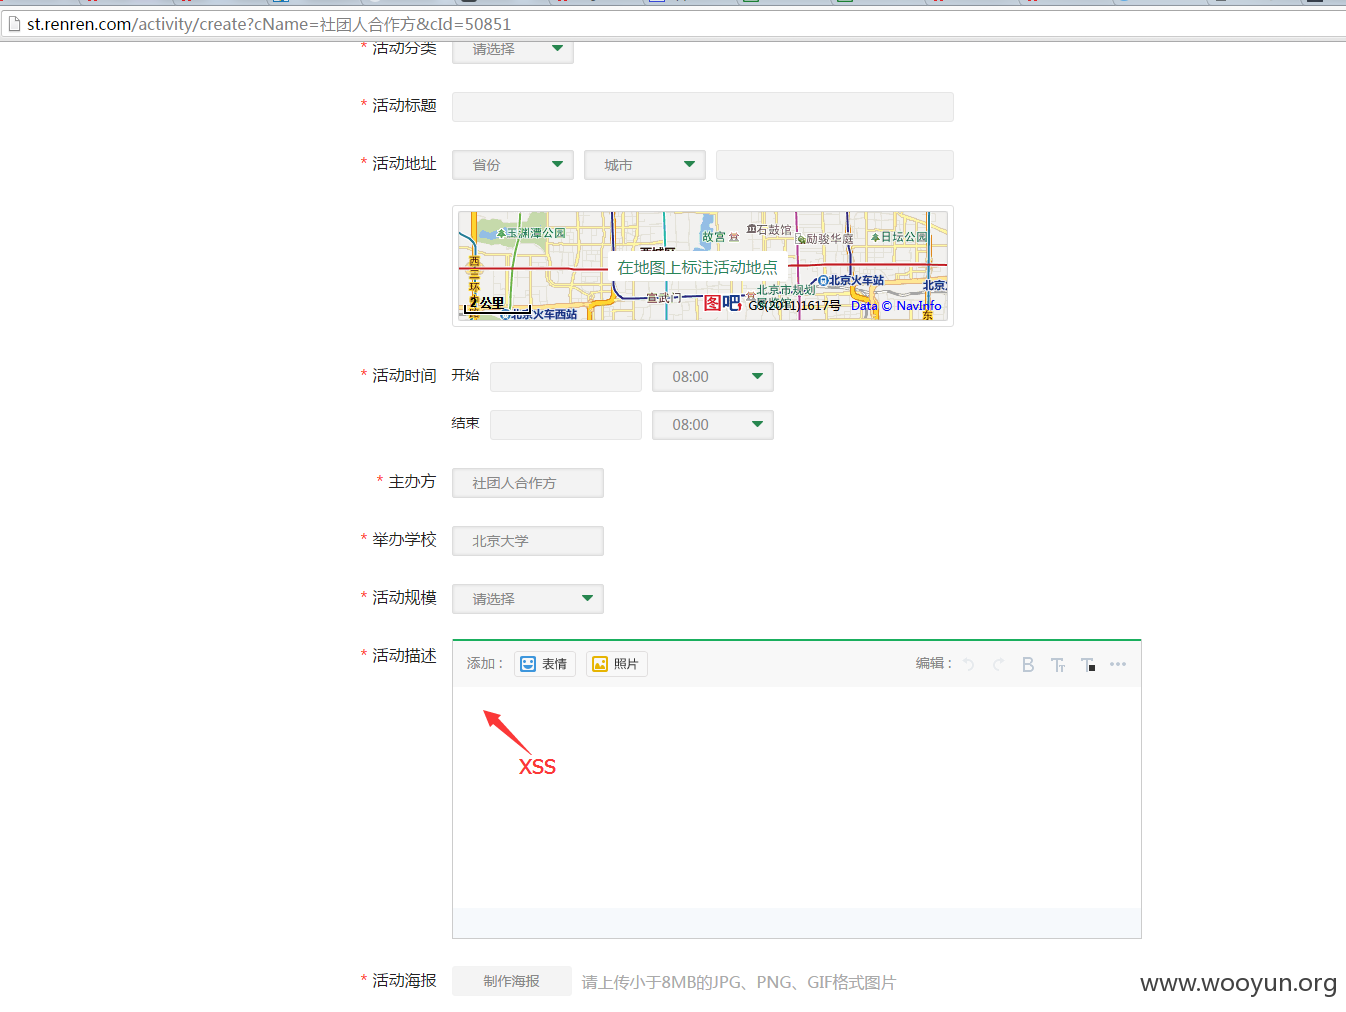 st.renren.com/activity/create?cName=社团人合作方&cId=50851
* 活动分类 请选择
* 活动标题
* 活动地址 省份 城市
玉渊潭公园 故宫 石鼓馆 励骏华庭 日坛公园
在地图上标注活动地点
西三环 北京火车站
宣武门 北京市规划
2 公里 图吧 GS(2011)1617号 Data © NavInfo
北京火车西站 东
* 活动时间 开始 08:00
结束 08:00
* 主办方 社团人合作方
* 举办学校 北京大学
* 活动规模 请选择
* 活动描述 添加： 表情 照片 编辑： B
XSS
* 活动海报 制作海报 请上传小于8MB的JPG、PNG、GIF格式图片
www.wooyun.org